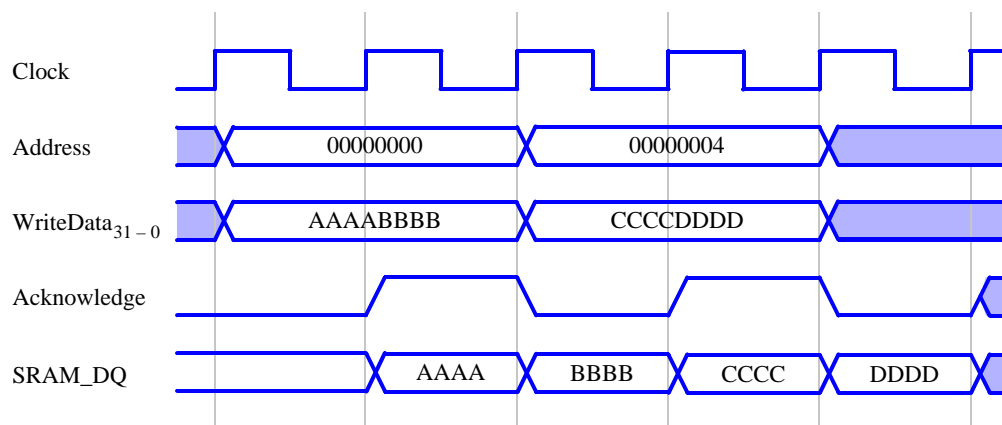 Clock
Address 00000000 00000004
WriteData31 – 0 AAAABBBB CCCCDDDD
Acknowledge
SRAM_DQ AAAA BBBB CCCC DDDD